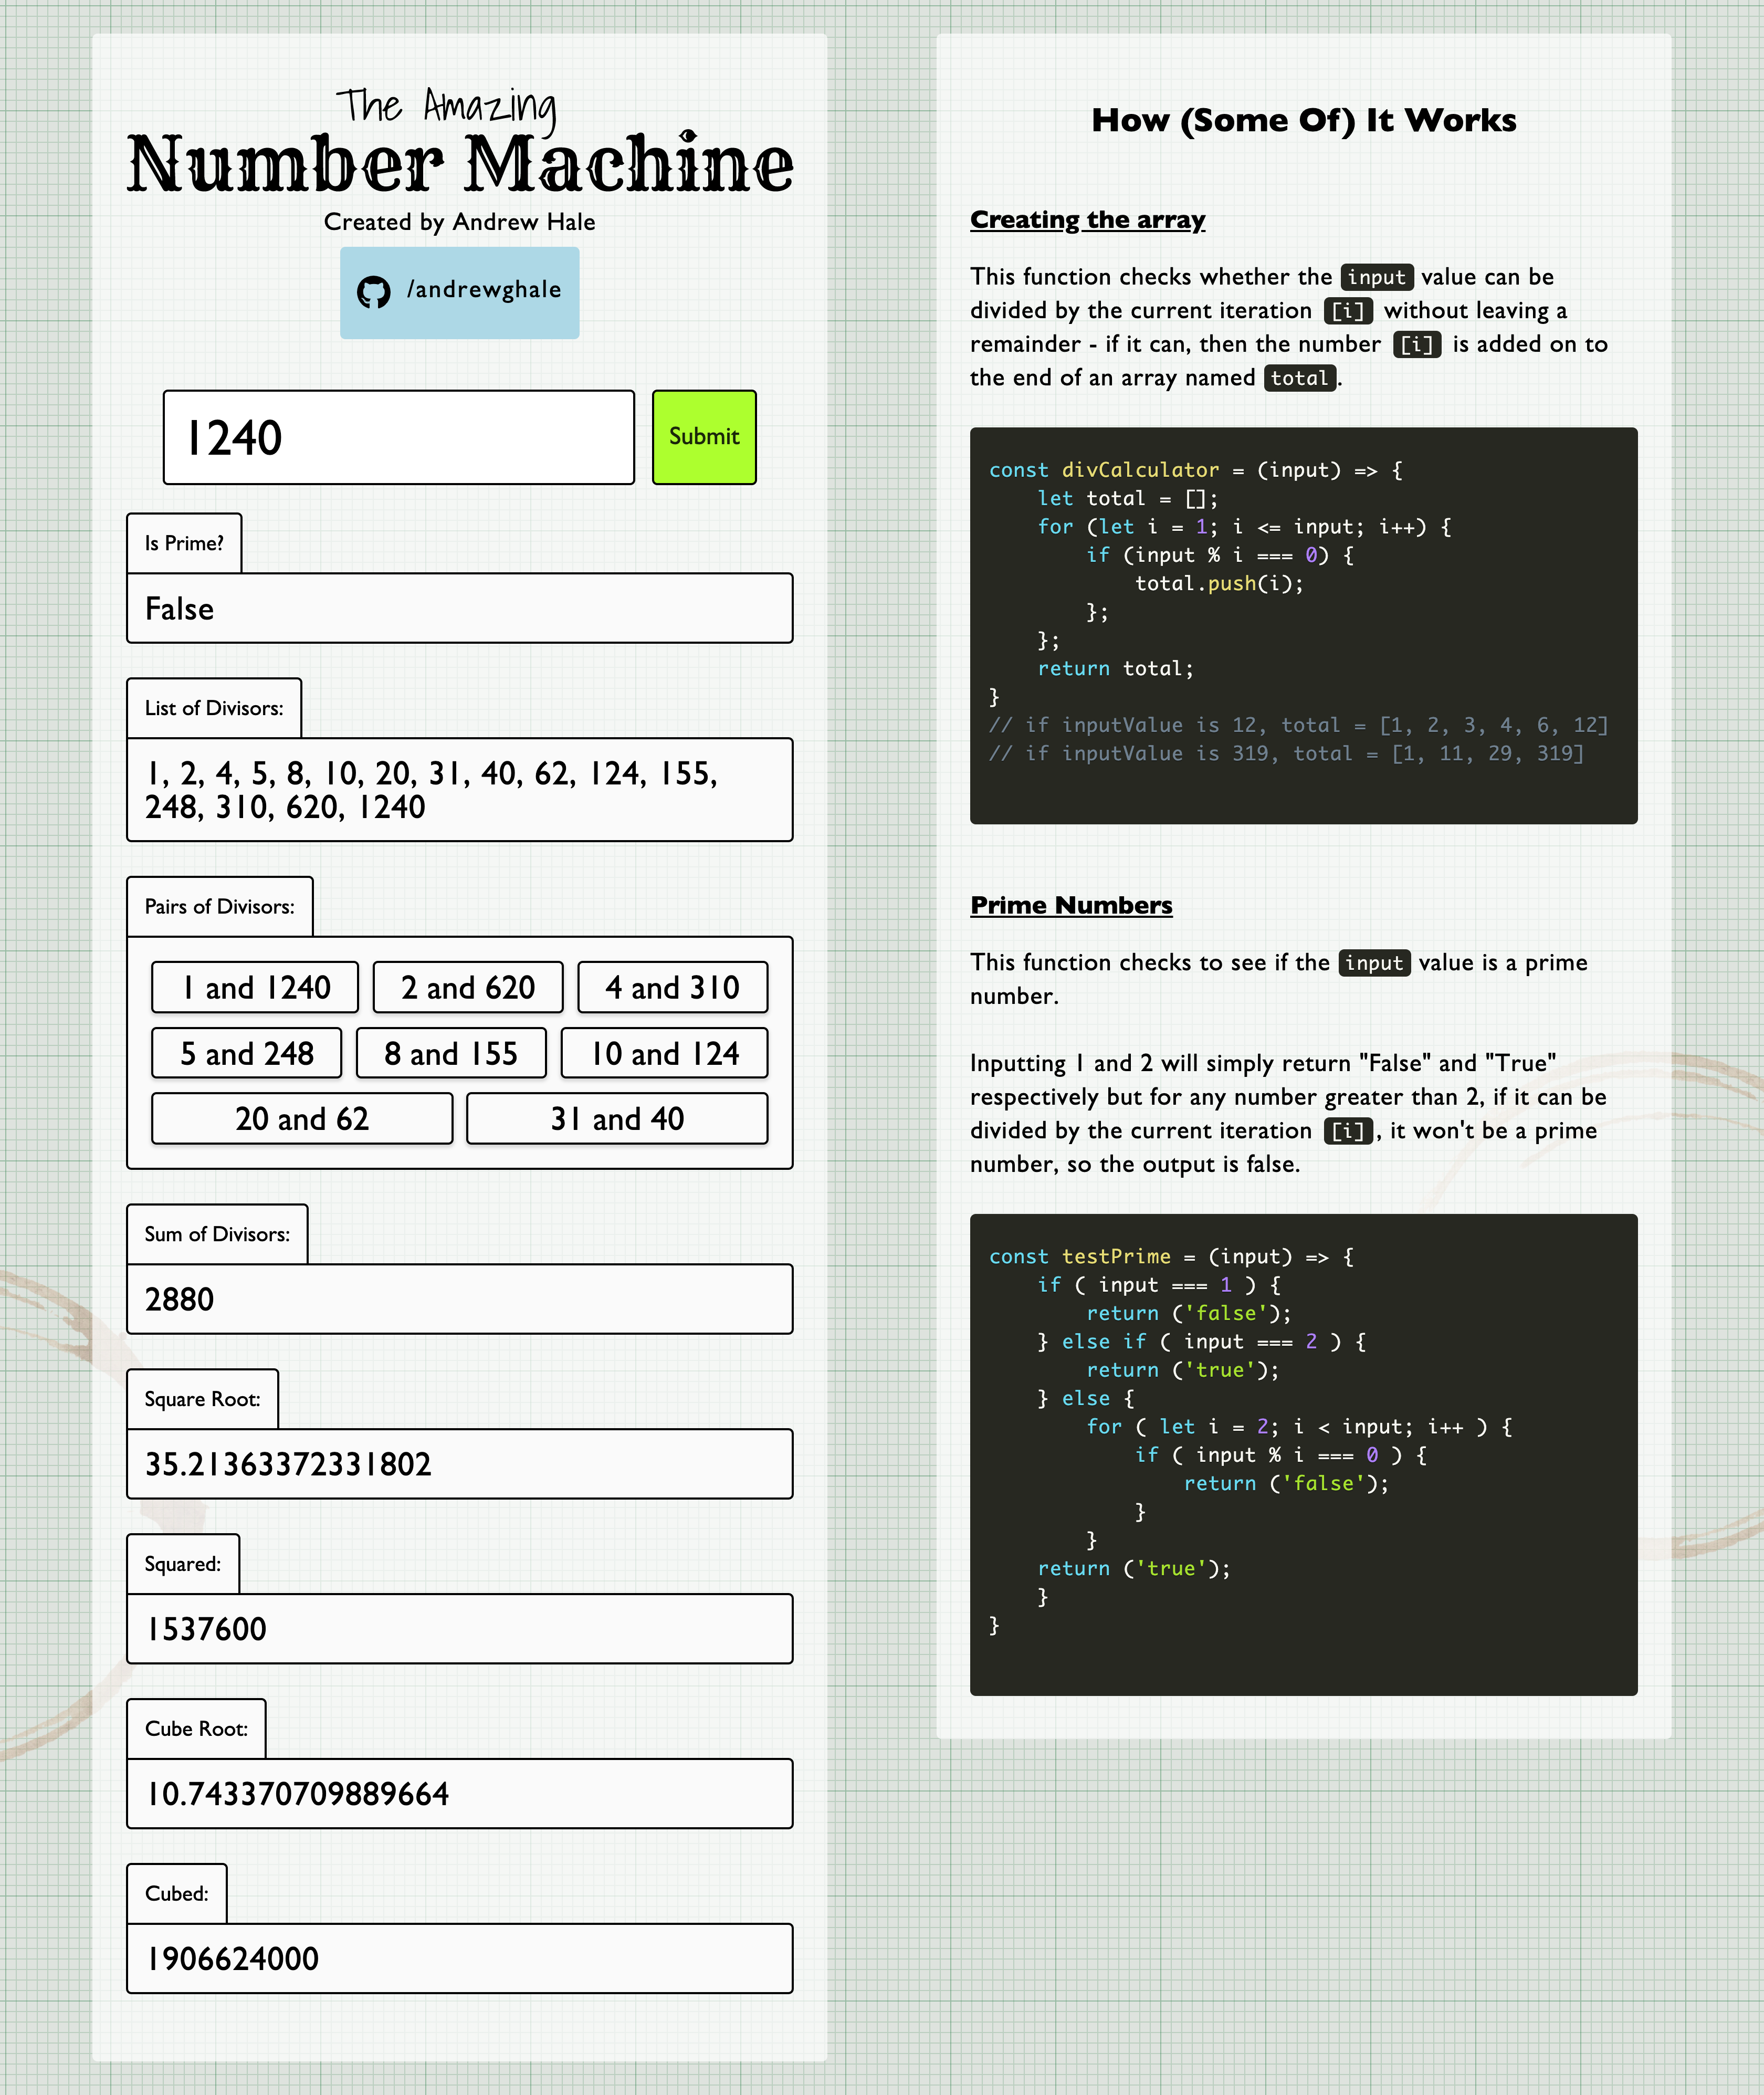 The Amazing
Number Machine
Created by Andrew Hale
/andrewghale
1240
Submit
Is Prime?
False
List of Divisors:
1, 2, 4, 5, 8, 10, 20, 31, 40, 62, 124, 155,
248, 310, 620, 1240
Pairs of Divisors:
1 and 1240 2 and 620 4 and 310
5 and 248 8 and 155 10 and 124
20 and 62 31 and 40
Sum of Divisors:
2880
Square Root:
35.21363372331802
Squared:
1537600
Cube Root:
10.743370709889664
Cubed:
1906624000
How (Some Of) It Works
Creating the array
This function checks whether the input value can be
divided by the current iteration [i] without leaving a
remainder - if it can, then the number [i] is added on to
the end of an array named total.
const divCalculator = (input) => {
    let total = [];
    for (let i = 1; i <= input; i++) {
        if (input % i === 0) {
            total.push(i);
        };
    };
    return total;
}
// if inputValue is 12, total = [1, 2, 3, 4, 6, 12]
// if inputValue is 319, total = [1, 11, 29, 319]
Prime Numbers
This function checks to see if the input value is a prime
number.
Inputting 1 and 2 will simply return "False" and "True"
respectively but for any number greater than 2, if it can be
divided by the current iteration [i], it won't be a prime
number, so the output is false.
const testPrime = (input) => {
    if ( input === 1 ) {
        return ('false');
    } else if ( input === 2 ) {
        return ('true');
    } else {
        for ( let i = 2; i < input; i++ ) {
            if ( input % i === 0 ) {
                return ('false');
            }
        }
    return ('true');
    }
}